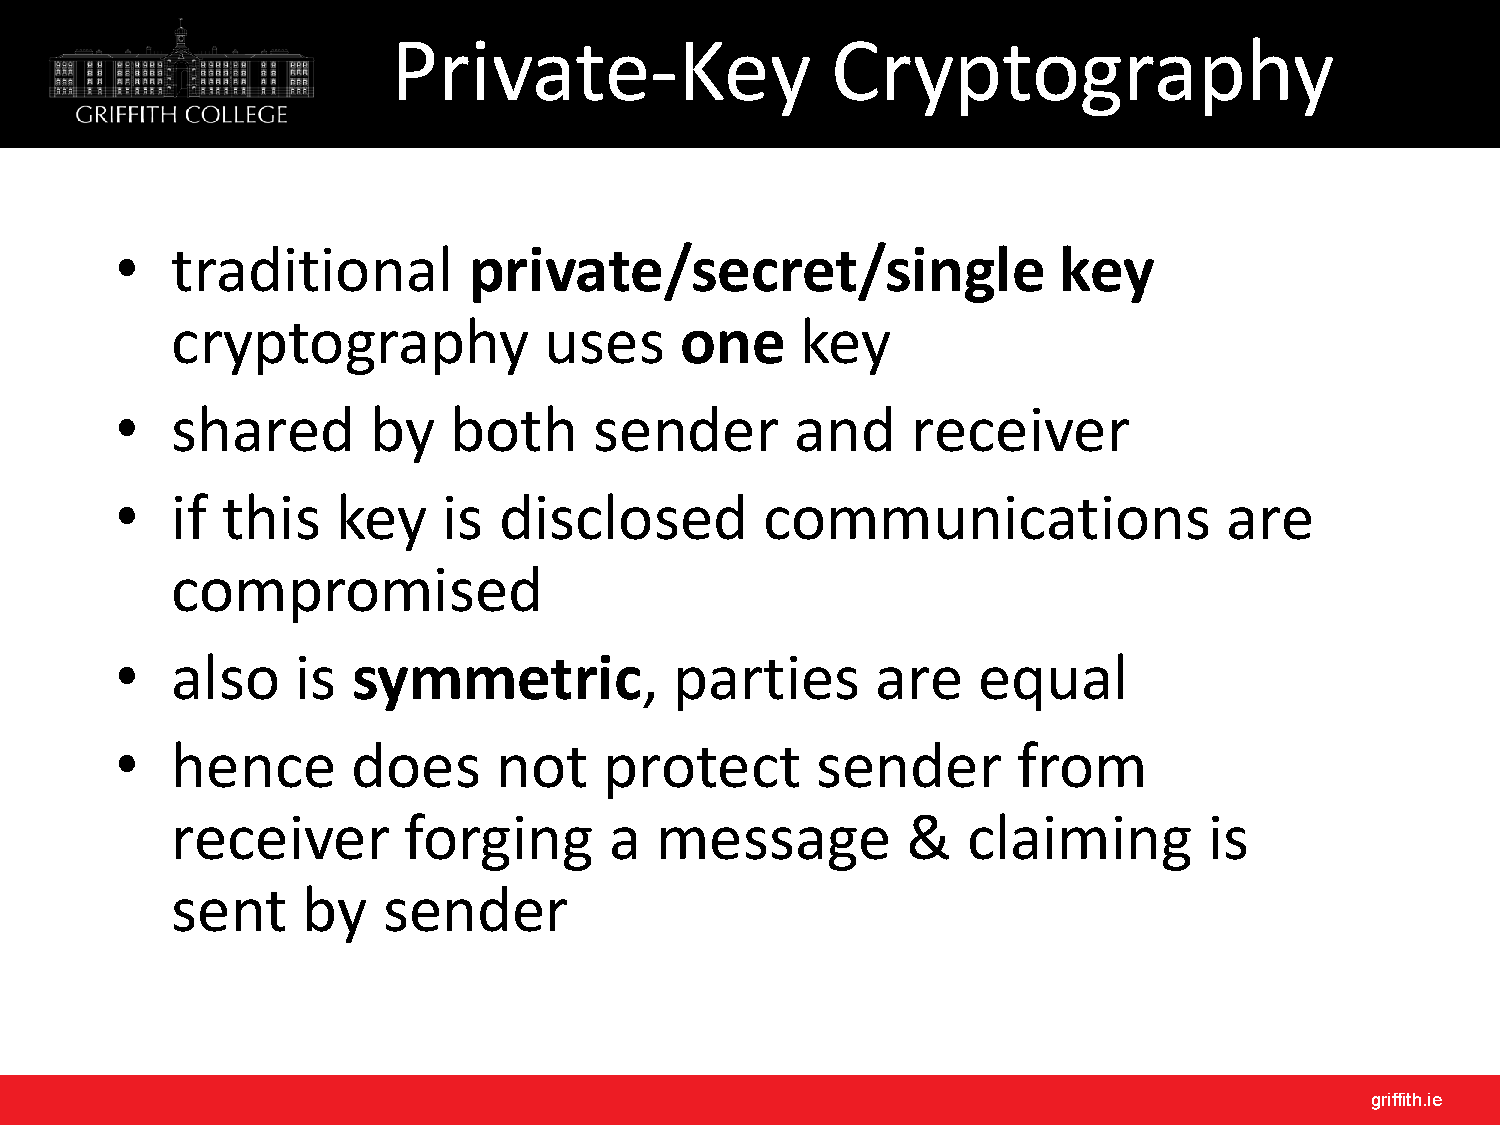 GRIFFITH COLLEGE
Private-Key Cryptography
• traditional private/secret/single key
cryptography uses one key
• shared by both sender and receiver
• if this key is disclosed communications are
compromised
• also is symmetric, parties are equal
• hence does not protect sender from
receiver forging a message & claiming is
sent by sender
griffith.ie